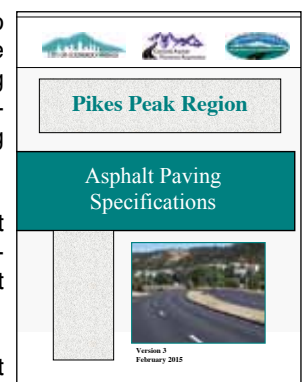 Pikes Peak Region
Asphalt Paving
Specifications
Version 3
February 2015